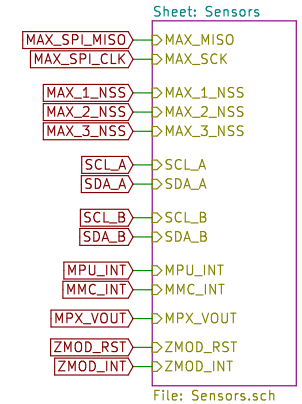 Sheet: Sensors
MAX_SPI_MISO MAX_MISO
MAX_SPI_CLK MAX_SCK
MAX_1_NSS MAX_1_NSS
MAX_2_NSS MAX_2_NSS
MAX_3_NSS MAX_3_NSS
SCL_A SCL_A
SDA_A SDA_A
SCL_B SCL_B
SDA_B SDA_B
MPU_INT MPU_INT
MMC_INT MMC_INT
MPX_VOUT MPX_VOUT
ZMOD_RST ZMOD_RST
ZMOD_INT ZMOD_INT
File: Sensors.sch